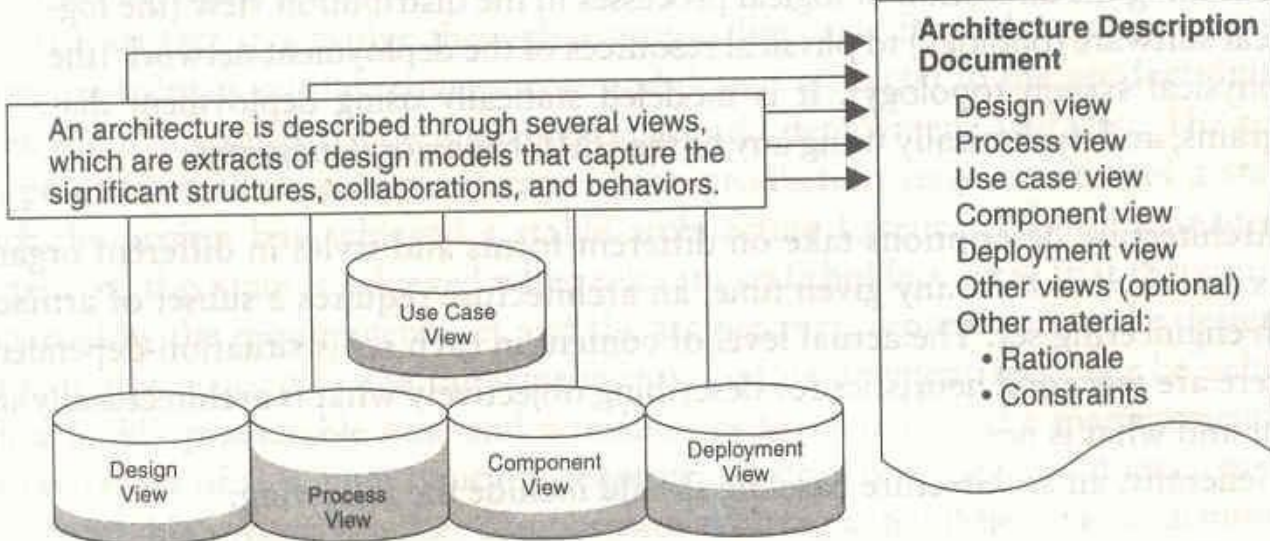 Architecture Description
Document
Design view
Process view
Use case view
Component view
Deployment view
Other views (optional)
Other material:
• Rationale
• Constraints
An architecture is described through several views,
which are extracts of design models that capture the
significant structures, collaborations, and behaviors.
Use Case
View
Design
View
Process
View
Component
View
Deployment
View